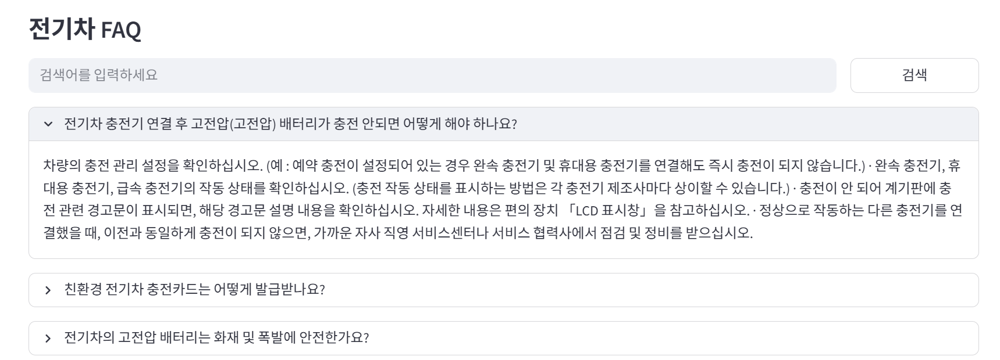 전기차 FAQ
검색어를 입력하세요
검색
전기차 충전기 연결 후 고전압(고전압) 배터리가 충전 안되면 어떻게 해야 하나요?
차량의 충전 관리 설정을 확인하십시오. (예 : 예약 충전이 설정되어 있는 경우 완속 충전기 및 휴대용 충전기를 연결해도 즉시 충전이 되지 않습니다.) · 완속 충전기, 휴
대용 충전기, 급속 충전기의 작동 상태를 확인하십시오. (충전 작동 상태를 표시하는 방법은 각 충전기 제조사마다 상이할 수 있습니다.) · 충전이 안 되어 계기판에 충
전 관련 경고문이 표시되면, 해당 경고문 설명 내용을 확인하십시오. 자세한 내용은 편의 장치 「LCD 표시창」을 참고하십시오. · 정상으로 작동하는 다른 충전기를 연
결했을 때, 이전과 동일하게 충전이 되지 않으면, 가까운 자사 직영 서비스센터나 서비스 협력사에서 점검 및 정비를 받으십시오.
친환경 전기차 충전카드는 어떻게 발급받나요?
전기차의 고전압 배터리는 화재 및 폭발에 안전한가요?